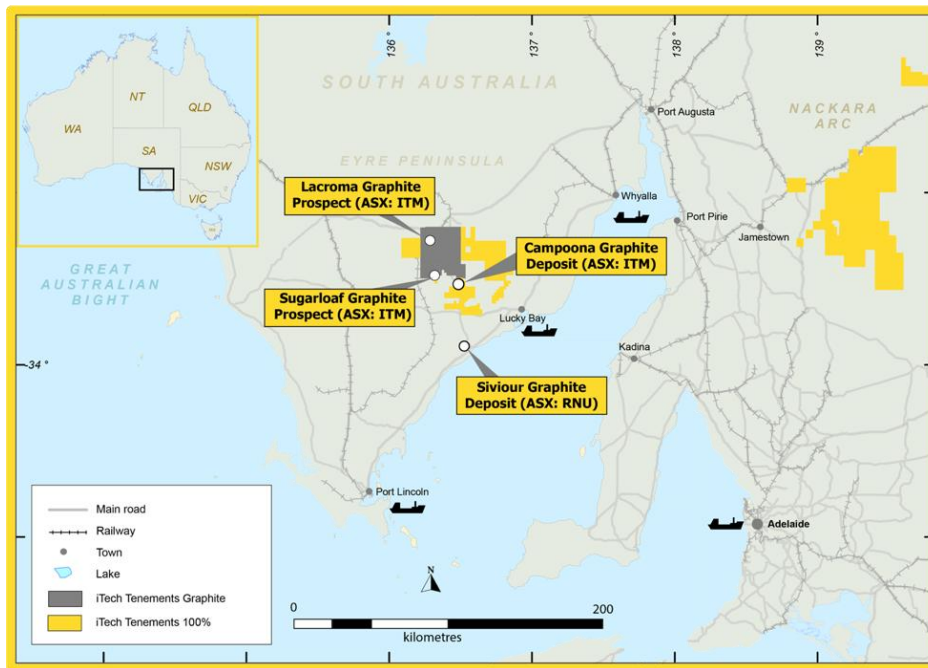 136 °
137 °
138 °
139 °
NT
QLD
WA
SA
NSW
VIC
SOUTH AUSTRALIA
NACKARA
ARC
EYRE PENINSULA
GREAT
AUSTRALIAN
BIGHT
Port Augusta
Whyalla
Port Pirie
Jamestown
Lacroma Graphite
Prospect (ASX: ITM)
Campoona Graphite
Deposit (ASX: ITM)
Sugarloaf Graphite
Prospect (ASX: ITM)
Lucky Bay
Kadina
-34 °
Siviour Graphite
Deposit (ASX: RNU)
Port Lincoln
Adelaide
Main road
Railway
Town
Lake
iTech Tenements Graphite
iTech Tenements 100%
N
0
200
kilometres